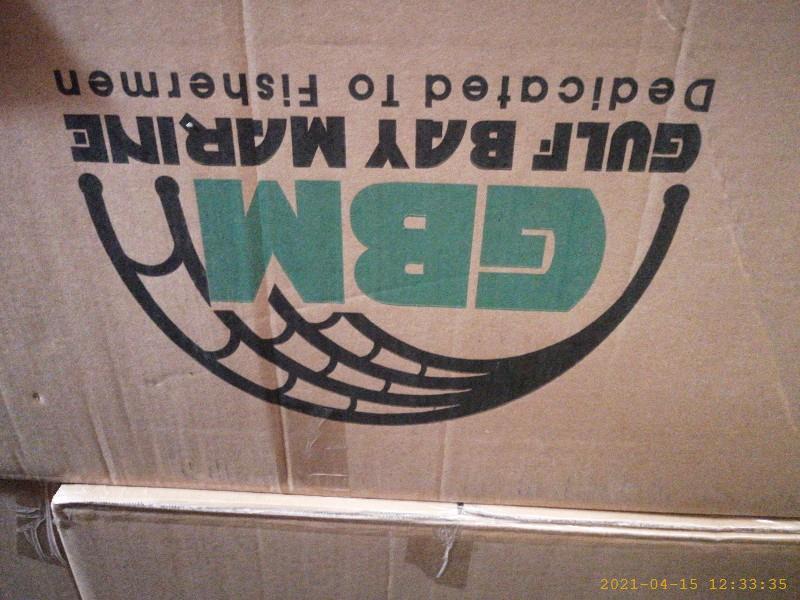 GBM
GULF BAY MARINE
Dedicated To Fishermen
2021-04-15 12:33:35